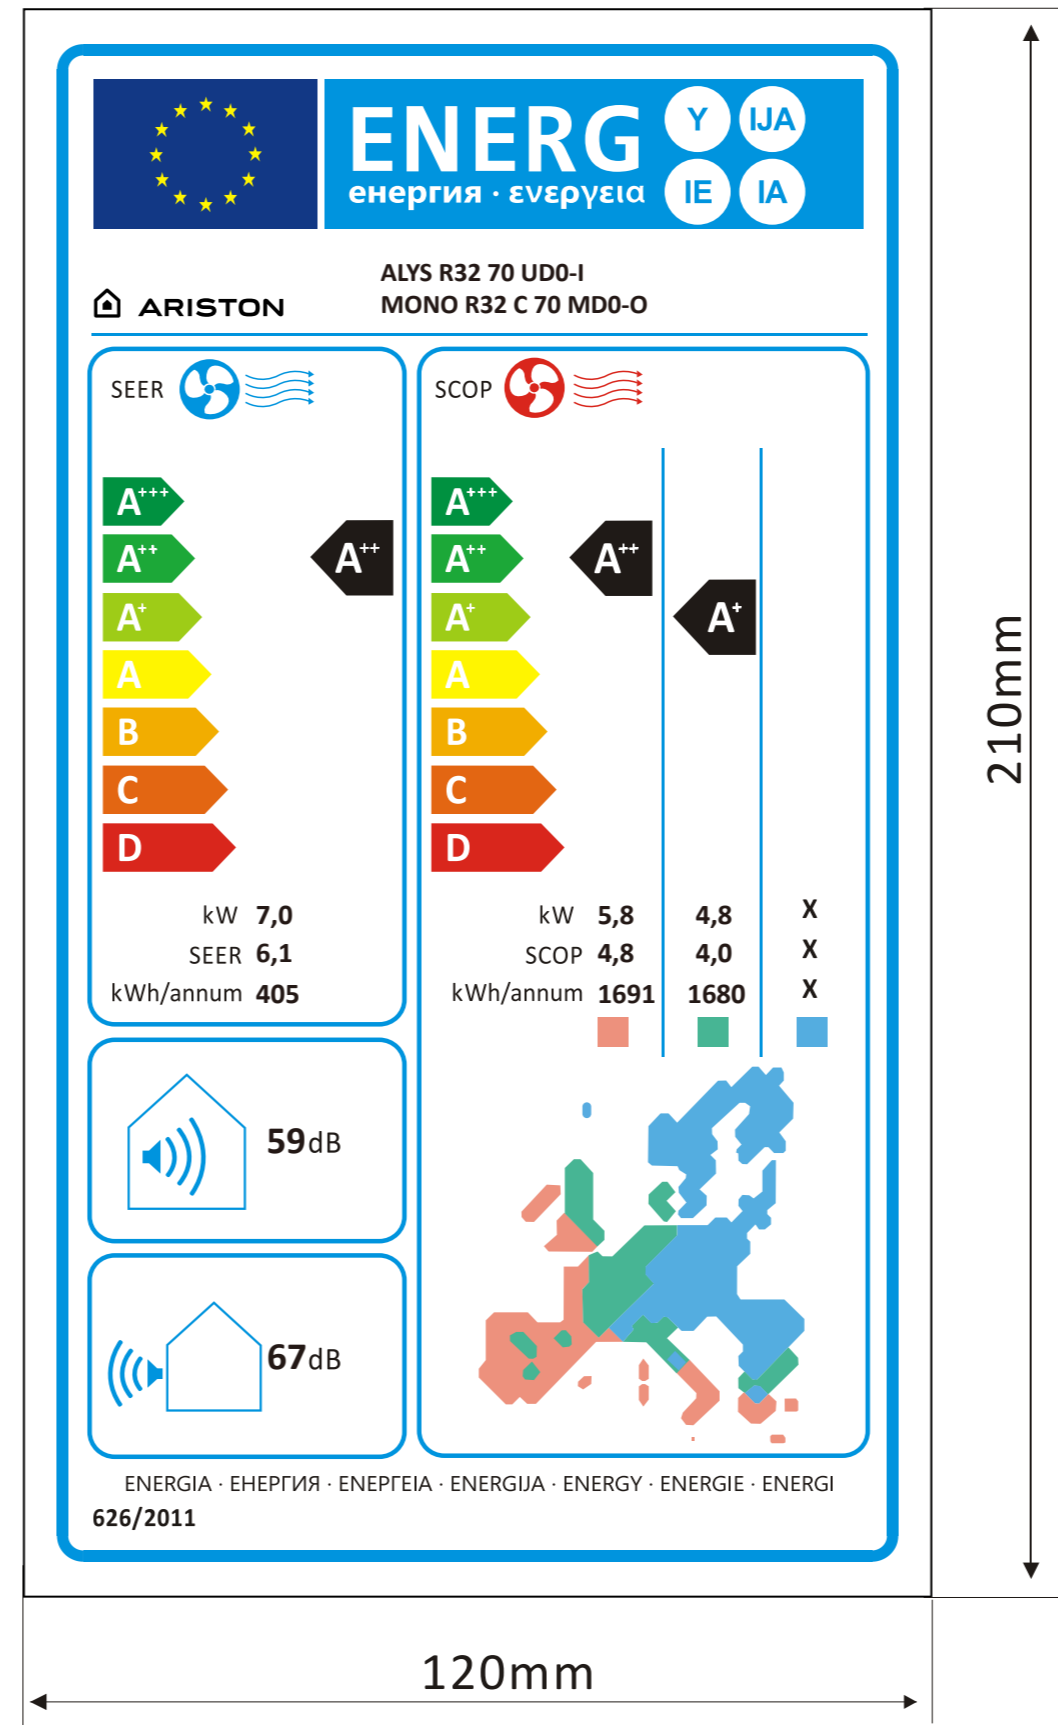 ENERG
енергия · ενεργεια
Y IJA
IE IA
ARISTON
ALYS R32 70 UD0-I
MONO R32 C 70 MD0-O
SEER
A+++
A++
A+
A
B
C
D
A++
kW 7,0
SEER 6,1
kWh/annum 405
SCOP
A+++
A++
A+
A
B
C
D
A++
A+
kW 5,8 4,8 X
SCOP 4,8 4,0 X
kWh/annum 1691 1680 X
59dB
67dB
ENERGIA · ЕНЕРГИЯ · ΕΝΕΡΓΕΙΑ · ENERGIJA · ENERGY · ENERGIE · ENERGI
626/2011
210mm
120mm